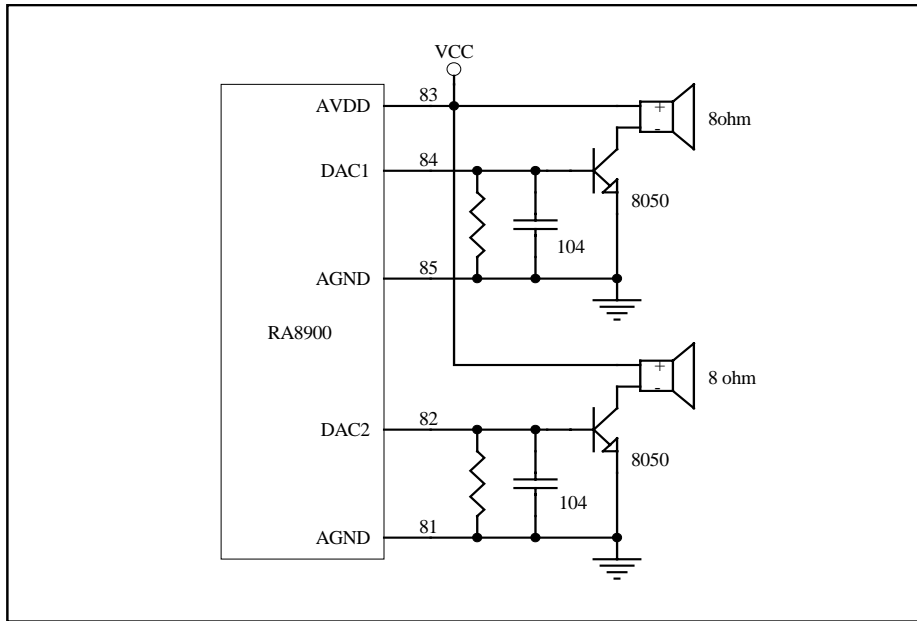 VCC
AVDD 83
+
-
8ohm
DAC1 84
8050
104
AGND 85
RA8900
+
-
8 ohm
DAC2 82
8050
104
AGND 81